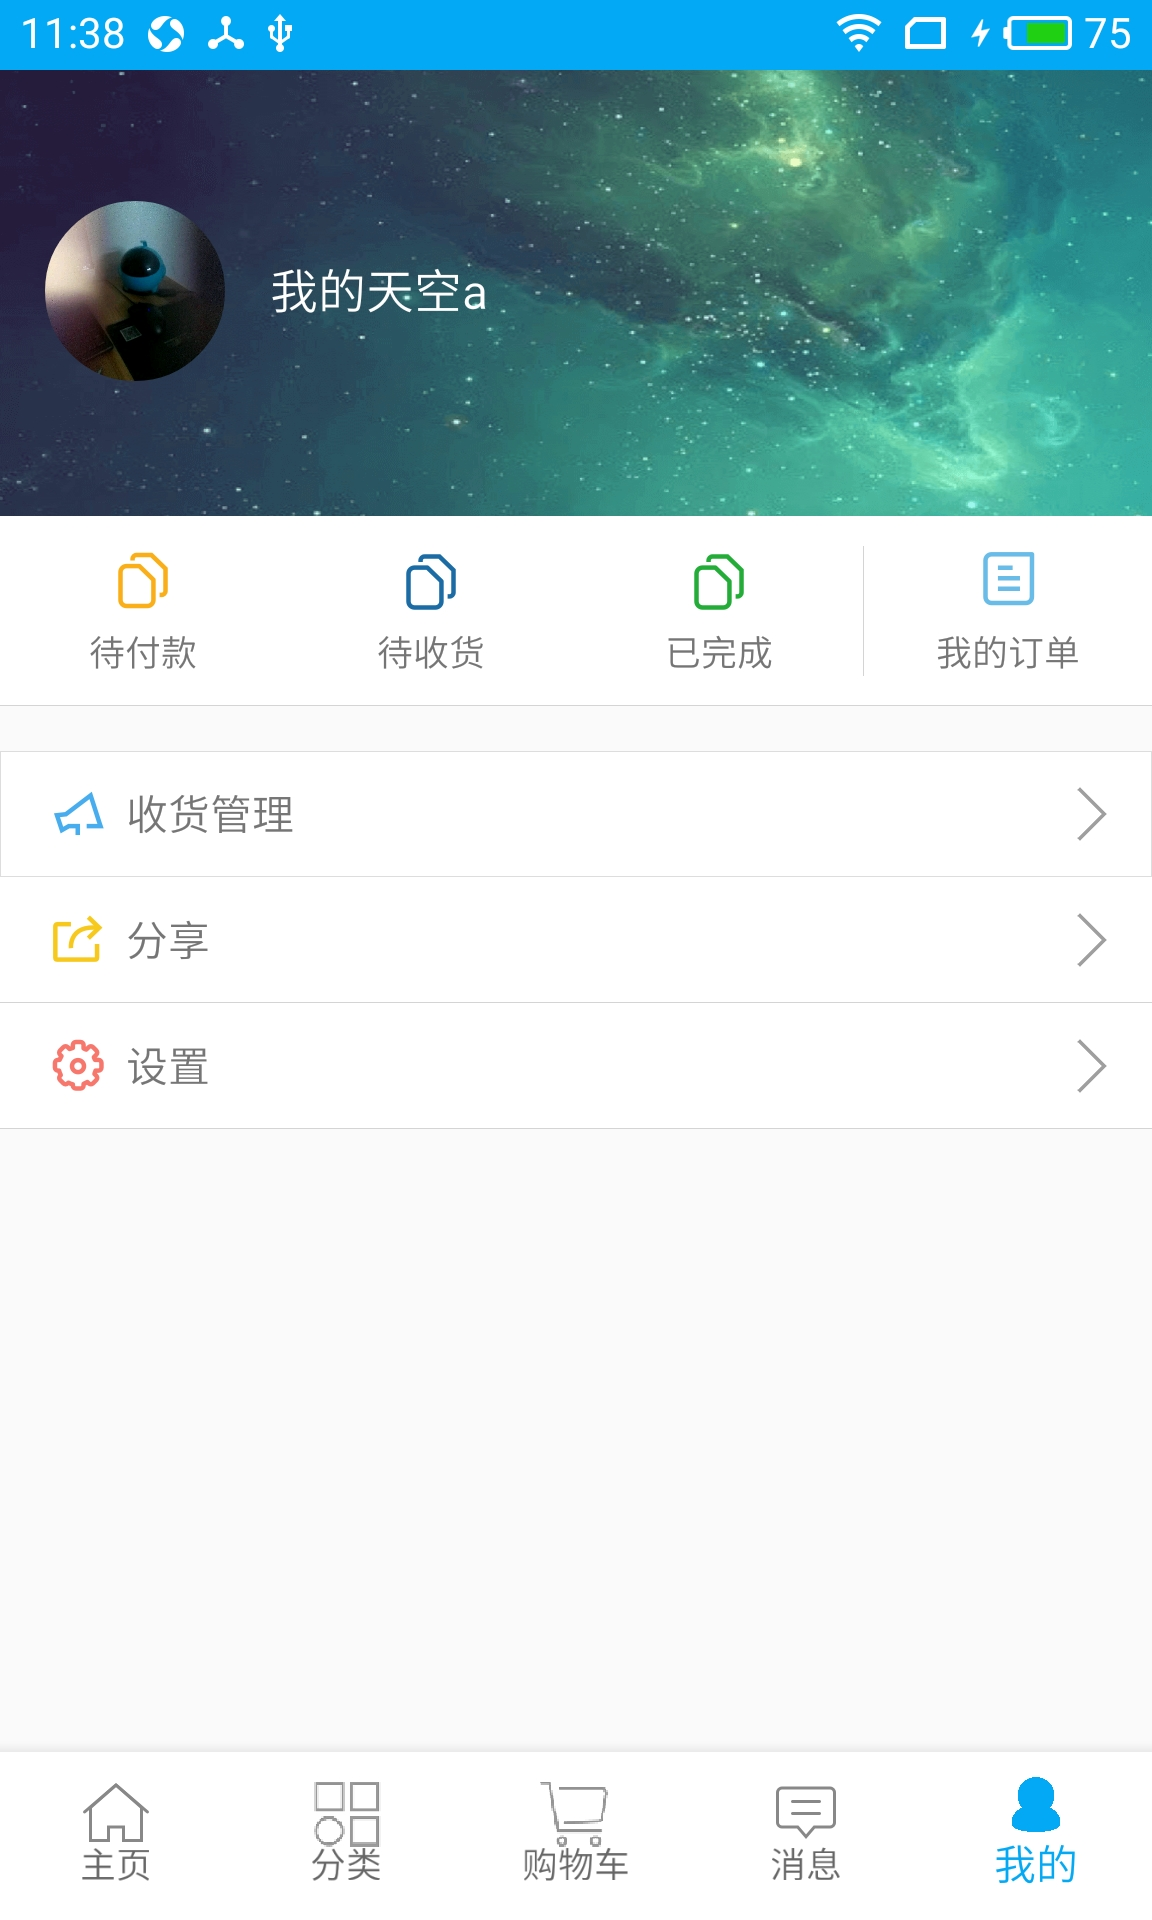 11:38 75
我的天空a
待付款 待收货 已完成 我的订单
收货管理
分享
设置
主页 分类 购物车 消息 我的